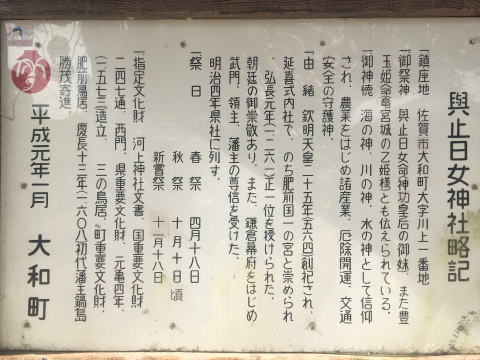 與止日女神社略記
一鎮座地　佐賀市大和町大字川上一番地
一御祭神　與止日女命神功皇后の御妹、また豊
玉姫命竜宮城の乙姫様とも伝えられている、
一御神徳　海の神、川の神、水の神として信仰
され、農業をはじめ諸産業、厄除開運、交通
安全の守護神。
一由緒　欽明天皇二十五年(五六四)創祀され、
延喜式内社で、のち肥前国一の宮と崇められ
、弘長元年(一二六一)正一位を授けられた。
朝廷の御崇敬あり、また、鎌倉幕府をはじめ
武門、領主、藩主の尊信を受けた。
明治四年県社に列す。
一祭日　春祭　四月十八日
秋祭　十月十日頃
新嘗祭　十二月十八日
一指定文化財　河上神社文書、国重要文化財
二四七通、西門、県重要文化財、元亀四年、
(一五七三)造立、三の鳥居、町重要文化財、
肥前鳥居、慶長十三年(一六〇八)初代藩主鍋島
勝茂寄進
平成元年一月　大和町